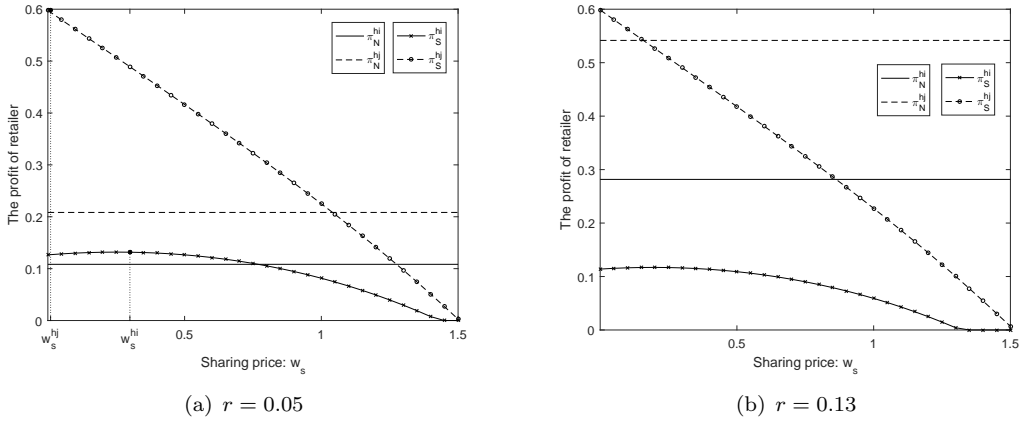 0.6
0.5
0.4
0.3
0.2
0.1
0
The profit of retailer
π_N^{hi}
π_S^{hi}
π_N^{hj}
π_S^{hj}
w_s^{hj}
w_s^{hi}
0.5
1
1.5
Sharing price: w_s
(a) r = 0.05
0.6
0.5
0.4
0.3
0.2
0.1
0
The profit of retailer
π_N^{hi}
π_S^{hi}
π_N^{hj}
π_S^{hj}
0.5
1
1.5
Sharing price: w_s
(b) r = 0.13